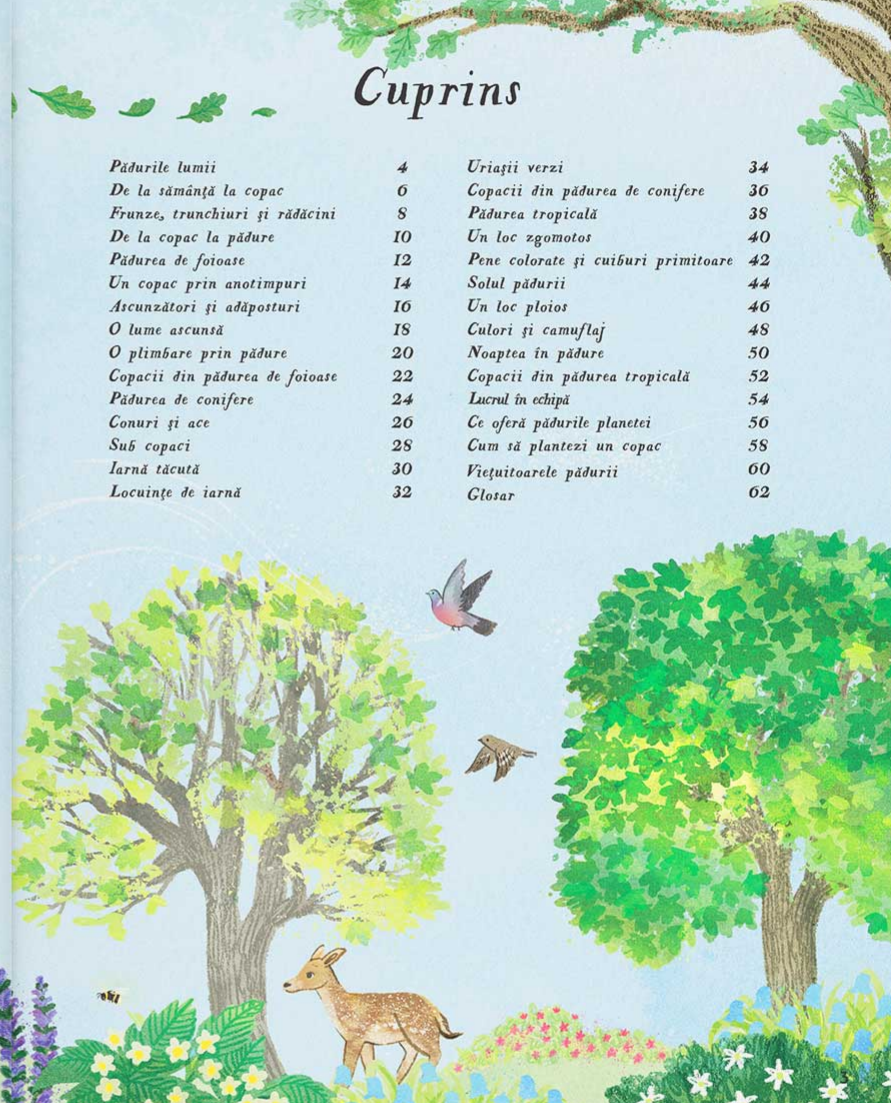 Cuprins
Pădurile lumii 4
De la sămânță la copac 6
Frunze, trunchiuri și rădăcini 8
De la copac la pădure 10
Pădurea de foioase 12
Un copac prin anotimpuri 14
Ascunzători și adăposturi 16
O lume ascunsă 18
O plimbare prin pădure 20
Copacii din pădurea de foioase 22
Pădurea de conifere 24
Conuri și ace 26
Sub copaci 28
Iarnă tăcută 30
Locuințe de iarnă 32
Uriașii verzi 34
Copacii din pădurea de conifere 36
Pădurea tropicală 38
Un loc zgomotos 40
Pene colorate și cuiburi primitoare 42
Solul pădurii 44
Un loc ploios 46
Culori și camuflaj 48
Noaptea în pădure 50
Copacii din pădurea tropicală 52
Lucrul în echipă 54
Ce oferă pădurile planetei 56
Cum să plantezi un copac 58
Viețuitoarele pădurii 60
Glosar 62
3